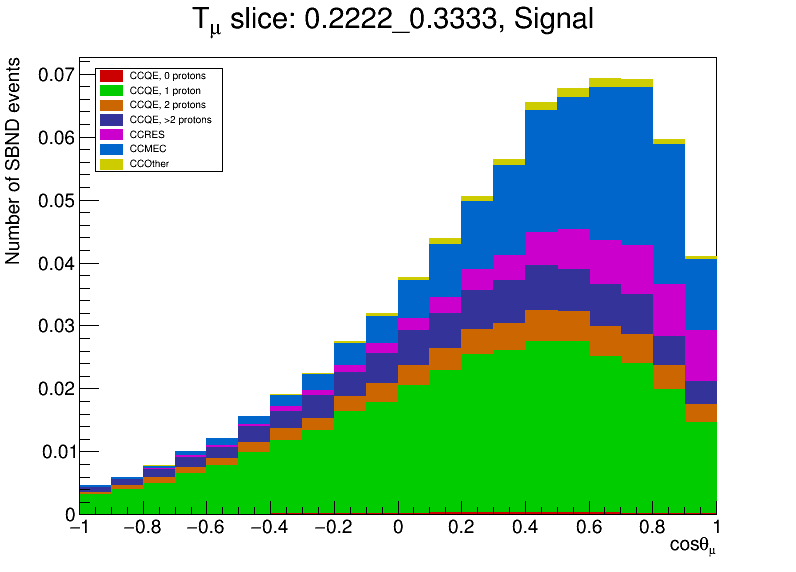 Tμ slice: 0.2222_0.3333, Signal
Number of SBND events
0.07
0.06
0.05
0.04
0.03
0.02
0.01
0
CCQE, 0 protons
CCQE, 1 proton
CCQE, 2 protons
CCQE, >2 protons
CCRES
CCMEC
CCOther
−1 −0.8 −0.6 −0.4 −0.2 0 0.2 0.4 0.6 0.8 1
cosθμ